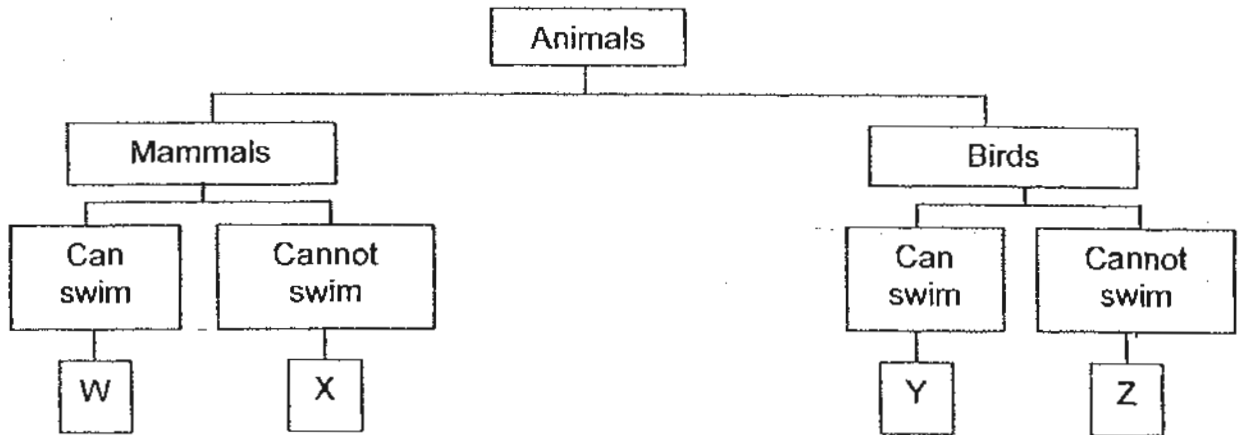 Animals
Mammals
Birds
Can
swim
Cannot
swim
Can
swim
Cannot
swim
W
X
Y
Z